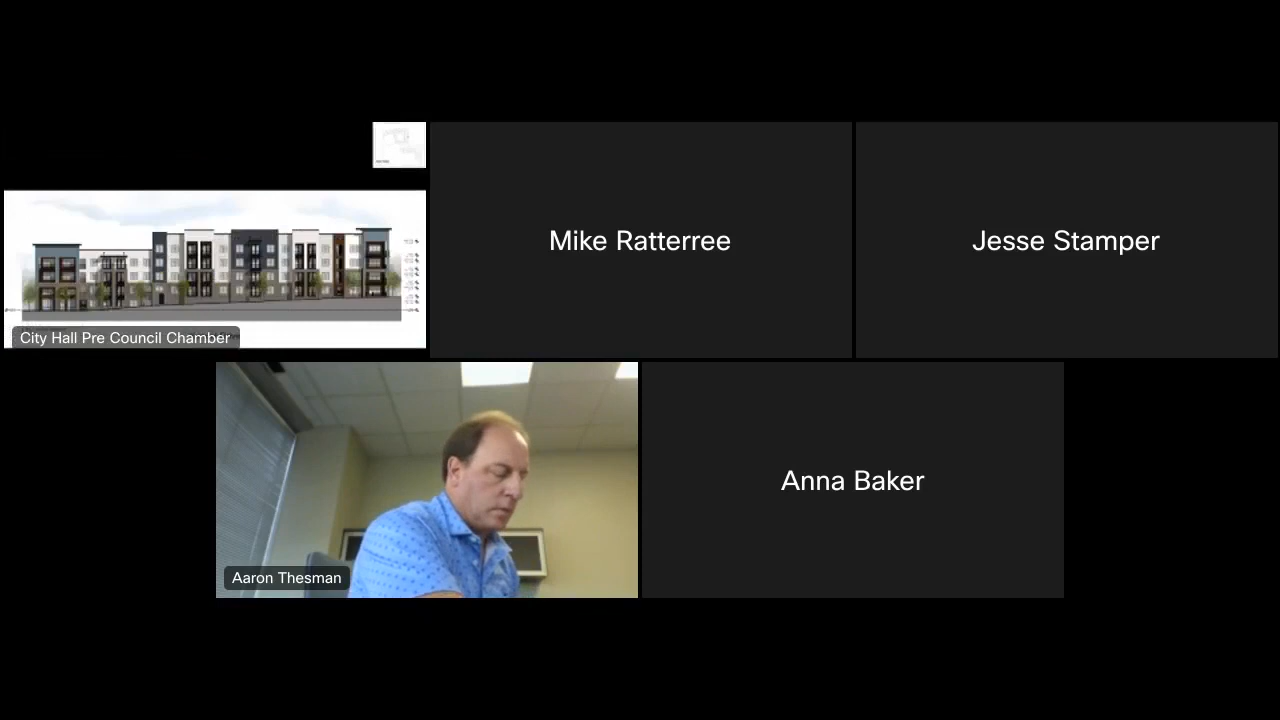 City Hall Pre Council Chamber
Mike Ratterree
Jesse Stamper
Aaron Thesman
Anna Baker